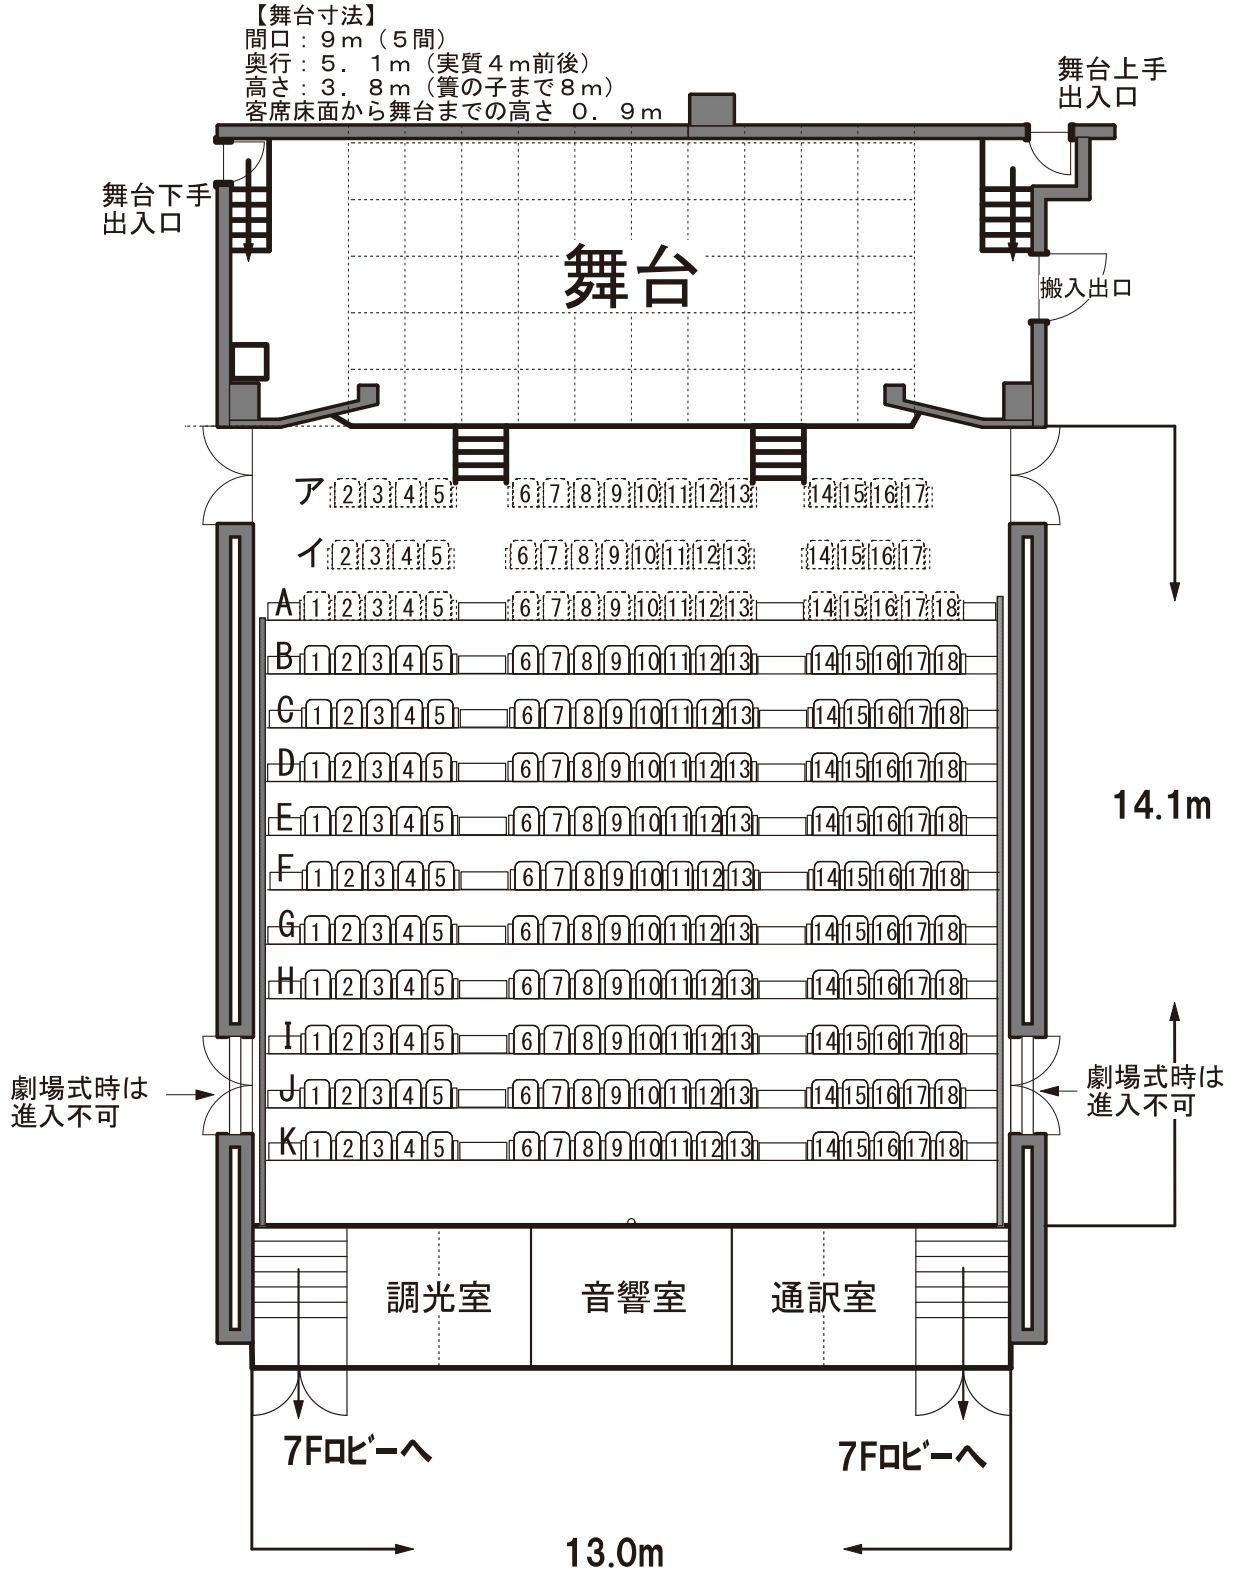 【舞台寸法】
間口：９ｍ（５間）
奥行：５．１ｍ（実質４ｍ前後）
高さ：３．８ｍ（簀の子まで８ｍ）
客席床面から舞台までの高さ ０．９ｍ
舞台上手
出入口
舞台下手
出入口
舞台
搬入出口
ア 2 3 4 5 6 7 8 9 10 11 12 13 14 15 16 17
イ 2 3 4 5 6 7 8 9 10 11 12 13 14 15 16 17
A 1 2 3 4 5 6 7 8 9 10 11 12 13 14 15 16 17 18
B 1 2 3 4 5 6 7 8 9 10 11 12 13 14 15 16 17 18
C 1 2 3 4 5 6 7 8 9 10 11 12 13 14 15 16 17 18
D 1 2 3 4 5 6 7 8 9 10 11 12 13 14 15 16 17 18
E 1 2 3 4 5 6 7 8 9 10 11 12 13 14 15 16 17 18
F 1 2 3 4 5 6 7 8 9 10 11 12 13 14 15 16 17 18
G 1 2 3 4 5 6 7 8 9 10 11 12 13 14 15 16 17 18
H 1 2 3 4 5 6 7 8 9 10 11 12 13 14 15 16 17 18
I 1 2 3 4 5 6 7 8 9 10 11 12 13 14 15 16 17 18
J 1 2 3 4 5 6 7 8 9 10 11 12 13 14 15 16 17 18
K 1 2 3 4 5 6 7 8 9 10 11 12 13 14 15 16 17 18
14.1m
劇場式時は
進入不可
劇場式時は
進入不可
調光室 音響室 通訳室
7Fロビーへ
7Fロビーへ
13.0m